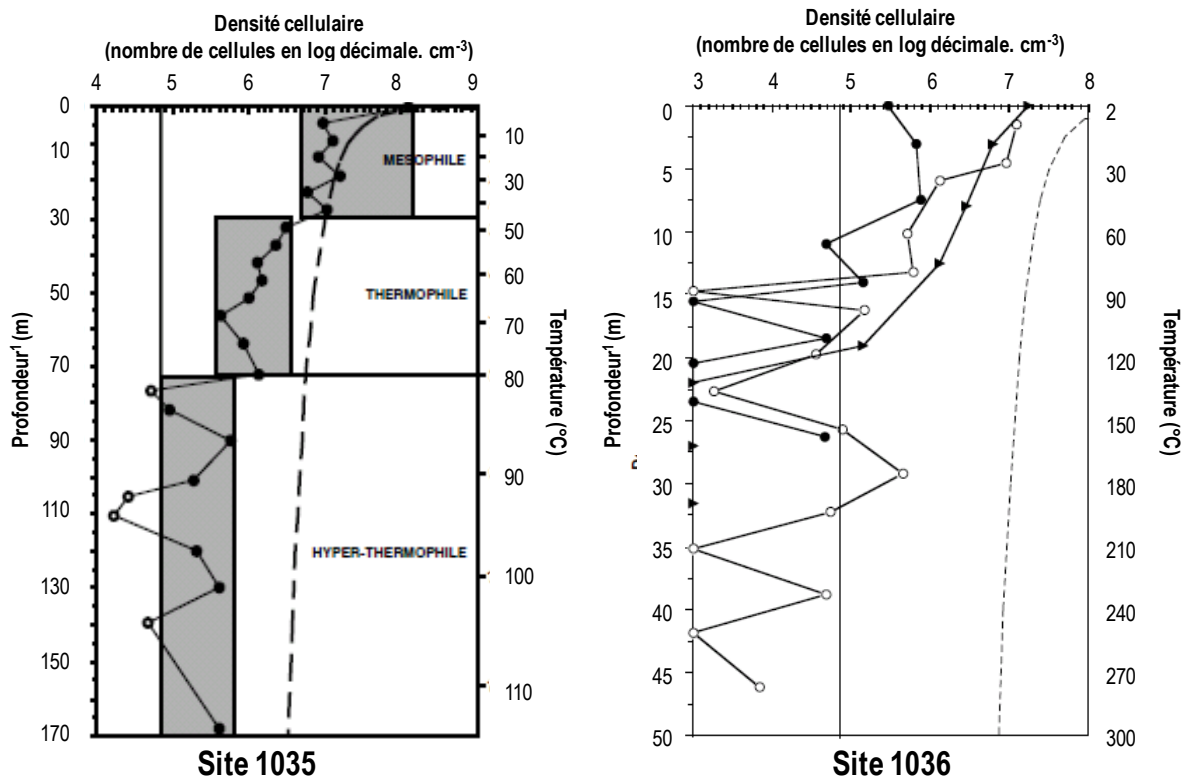 Densité cellulaire
(nombre de cellules en log décimale. cm-3)
4 5 6 7 8 9
0
10
30
50
70
90
110
130
150
170
Profondeur1 (m)
MESOPHILE
THERMOPHILE
HYPER-THERMOPHILE
10
20
30
50
60
70
80
90
100
110
Température (°C)
Site 1035
Densité cellulaire
(nombre de cellules en log décimale. cm-3)
3 4 5 6 7 8
0
5
10
15
20
25
30
35
40
45
50
Profondeur1 (m)
2
30
60
90
120
150
180
210
240
270
300
Température (°C)
Site 1036